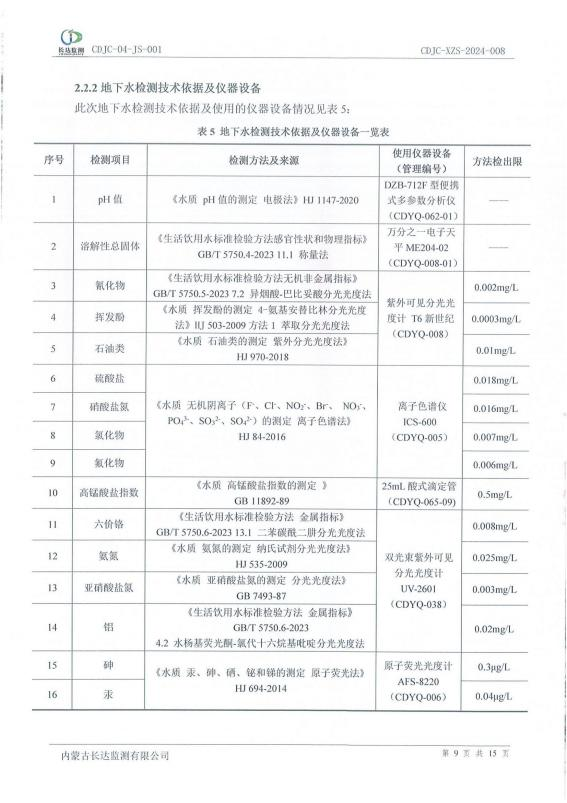 长达监测 CDJC-04-JS-001 CDJC-XZS-2024-008
2.2.2 地下水检测技术依据及仪器设备
此次地下水检测技术依据及使用的仪器设备情况见表 5：
表 5 地下水检测技术依据及仪器设备一览表
序号 检测项目 检测方法及来源 使用仪器设备
（管理编号） 方法检出限
1 pH 值 《水质 pH 值的测定 电极法》HJ 1147-2020 DZB-712F 型便携
式多参数分析仪
（CDYQ-062-01） ——
2 溶解性总固体 《生活饮用水标准检验方法感官性状和物理指标》
GB/T 5750.4-2023 11.1 称量法 万分之一电子天
平 ME204-02
（CDYQ-008-01） ——
3 氰化物 《生活饮用水标准检验方法无机非金属指标》
GB/T 5750.5-2023 7.2 异烟酸-巴比妥酸分光光度法 紫外可见分光光
度计 T6 新世纪
（CDYQ-008） 0.002mg/L
4 挥发酚 《水质 挥发酚的测定 4-氨基安替比林分光光度
法》HJ 503-2009 方法 1 萃取分光光度法 0.0003mg/L
5 石油类 《水质 石油类的测定 紫外分光光度法》
HJ 970-2018 0.01mg/L
6 硫酸盐 《水质 无机阴离子（F⁻、Cl⁻、NO₂⁻、Br⁻、NO₃⁻、
PO₄³⁻、SO₃²⁻、SO₄²⁻）的测定 离子色谱法》
HJ 84-2016 离子色谱仪
ICS-600
（CDYQ-005） 0.018mg/L
7 硝酸盐氮 0.016mg/L
8 氯化物 0.007mg/L
9 氟化物 0.006mg/L
10 高锰酸盐指数 《水质 高锰酸盐指数的测定 》
GB 11892-89 25mL 酸式滴定管
（CDYQ-065-09） 0.5mg/L
11 六价铬 《生活饮用水标准检验方法 金属指标》
GB/T 5750.6-2023 13.1 二苯碳酰二肼分光光度法 双光束紫外可见
分光光度计
UV-2601
（CDYQ-038） 0.008mg/L
12 氨氮 《水质 氨氮的测定 纳氏试剂分光光度法》
HJ 535-2009 0.025mg/L
13 亚硝酸盐氮 《水质 亚硝酸盐氮的测定 分光光度法》
GB 7493-87 0.003mg/L
14 铝 《生活饮用水标准检验方法 金属指标》
GB/T 5750.6-2023
4.2 水杨基荧光酮-氯代十六烷基吡啶分光光度法 0.02mg/L
15 砷 《水质 汞、砷、硒、铋和锑的测定 原子荧光法》
HJ 694-2014 原子荧光光度计
AFS-8220
（CDYQ-006） 0.3μg/L
16 汞 0.04μg/L
内蒙古长达监测有限公司 第 9 页 共 15 页